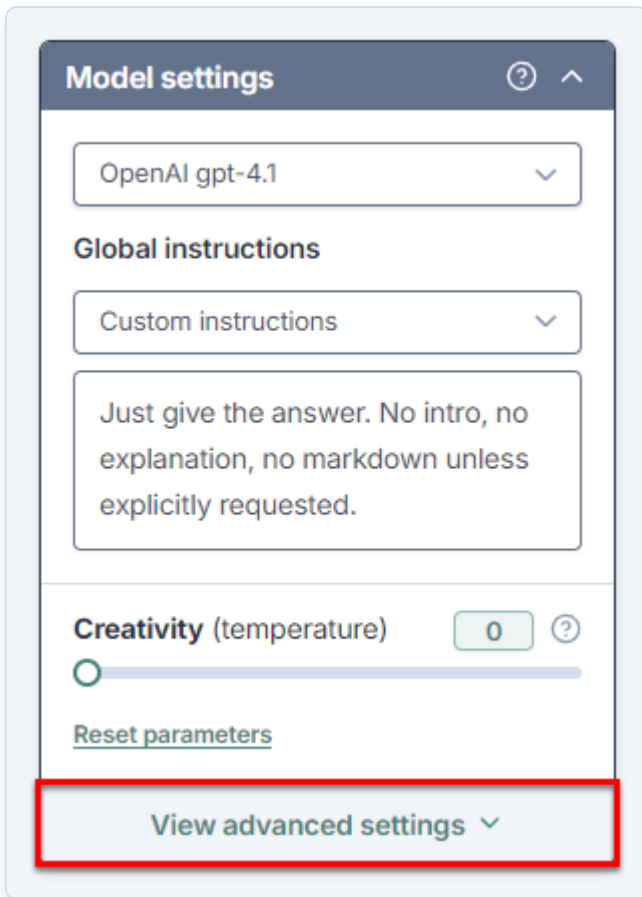 Model settings
OpenAI gpt-4.1
Global instructions
Custom instructions
Just give the answer. No intro, no
explanation, no markdown unless
explicitly requested.
Creativity (temperature) 0
Reset parameters
View advanced settings